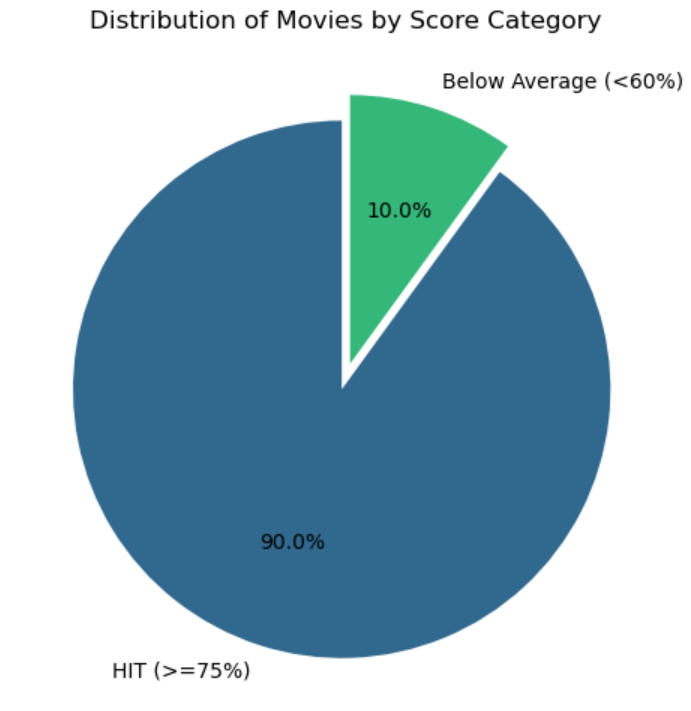 Distribution of Movies by Score Category
Below Average (<60%)
10.0%
90.0%
HIT (>=75%)